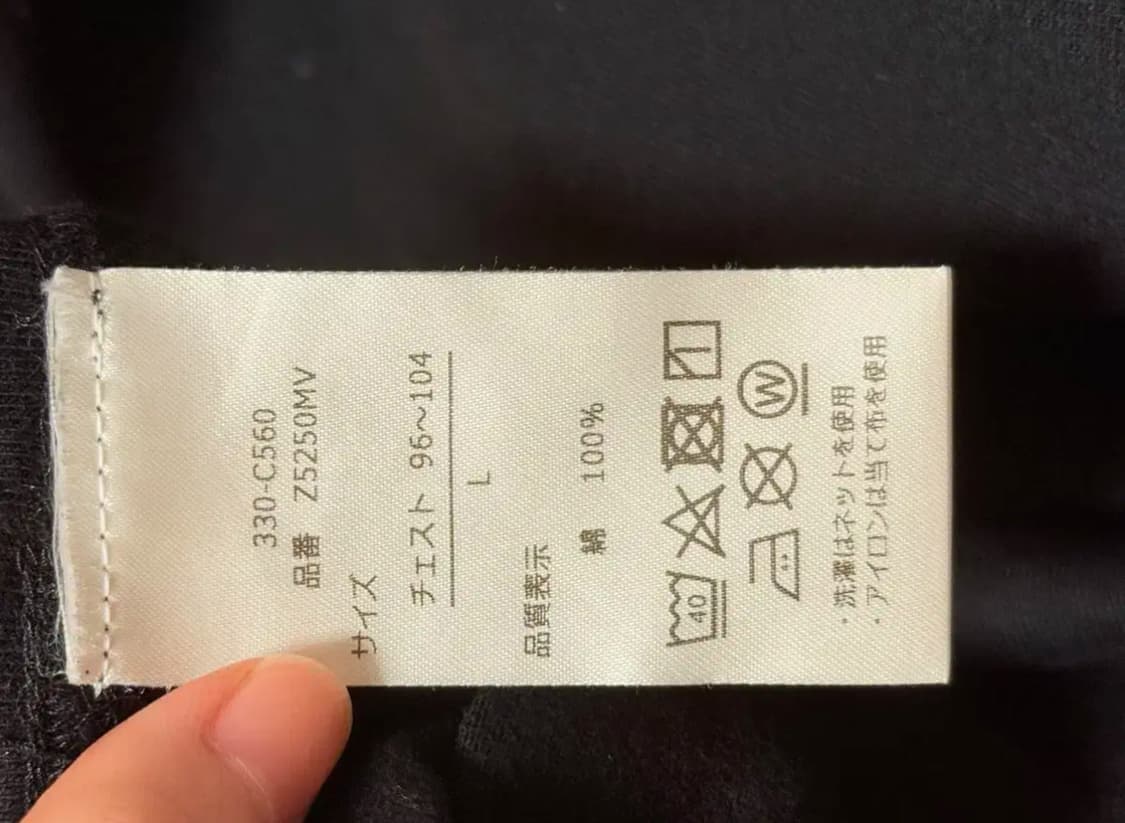 330-C560
品番 Z5250MV
サイズ
チェスト 96~104
L
品質表示
綿 100%
40
W
・洗濯はネットを使用
・アイロンは当て布を使用